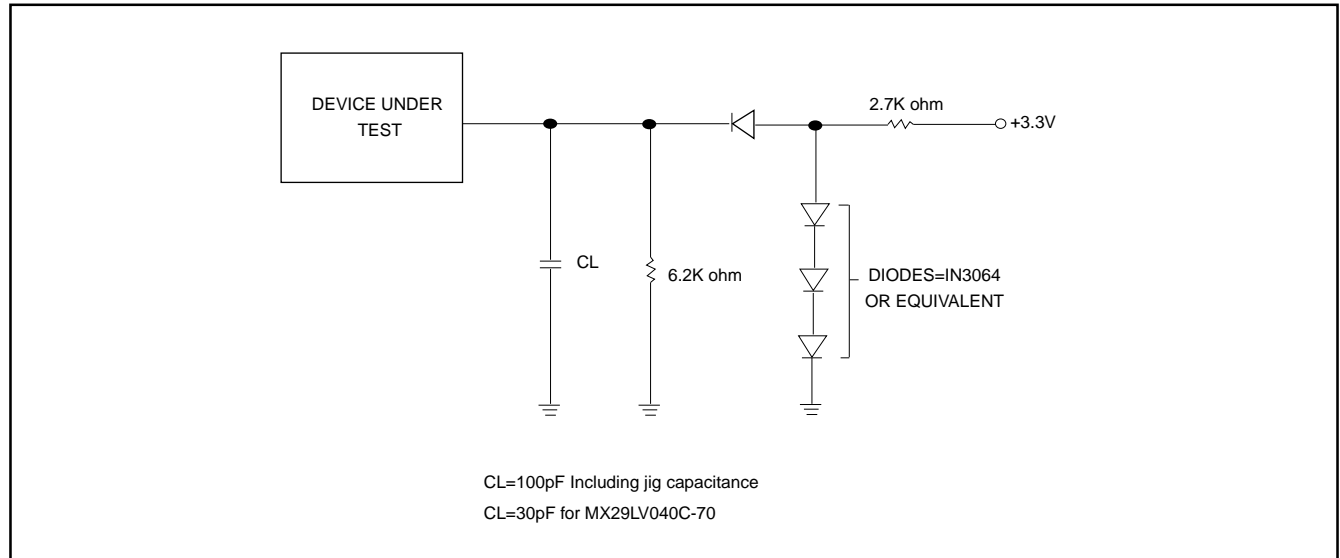 DEVICE UNDER
TEST
2.7K ohm
+3.3V
CL
6.2K ohm
DIODES=IN3064
OR EQUIVALENT
CL=100pF Including jig capacitance
CL=30pF for MX29LV040C-70